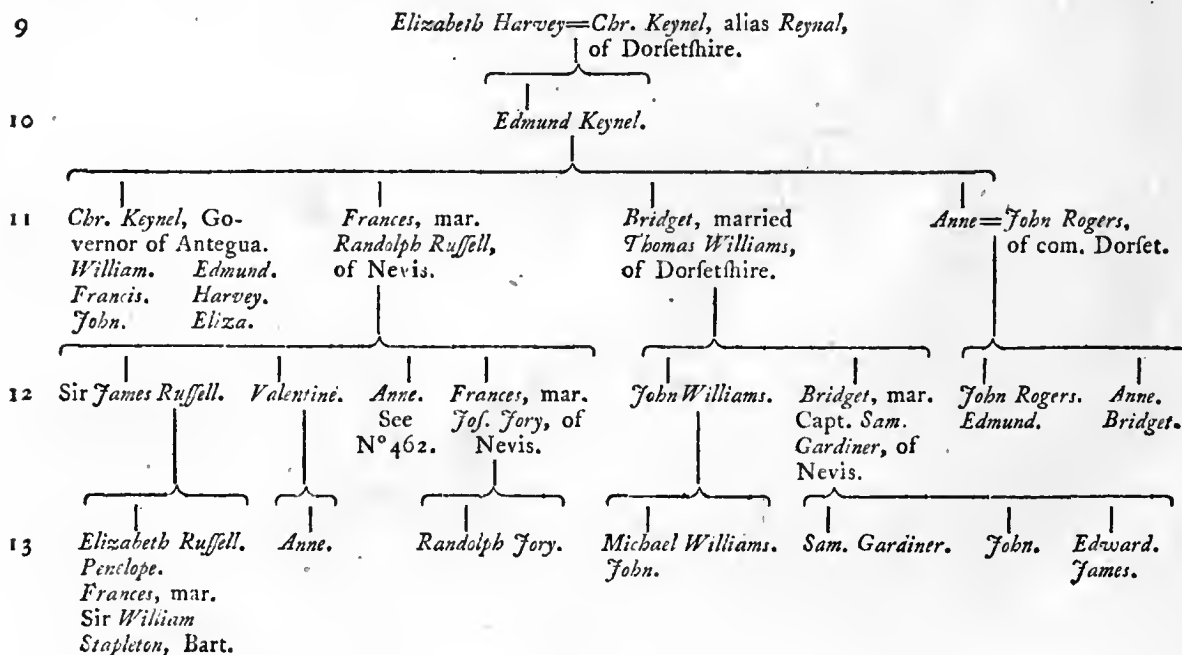 9 Elizabeth Harvey=Chr. Keynel, alias Reynal,
of Dorſetſhire.
10 Edmund Keynel.
11 Chr. Keynel, Go- Frances, mar. Bridget, married Anne=John Rogers,
vernor of Antegua. Randolph Ruſſell, Thomas Williams, of com. Dorſet.
William. Edmund. of Nevis. of Dorſetſhire.
Francis. Harvey.
John. Eliza.
12 Sir James Ruſſell. Valentine. Anne. Frances, mar. John Williams. Bridget, mar. John Rogers. Anne.
See Joſ. Jory, of Capt. Sam. Edmund. Bridget.
N° 462. Nevis. Gardiner, of
Nevis.
13 Elizabeth Ruſſell. Anne. Randolph Jory. Michael Williams. Sam. Gardiner. John. Edward.
Penelope. John. James.
Frances, mar.
Sir William
Stapleton, Bart.